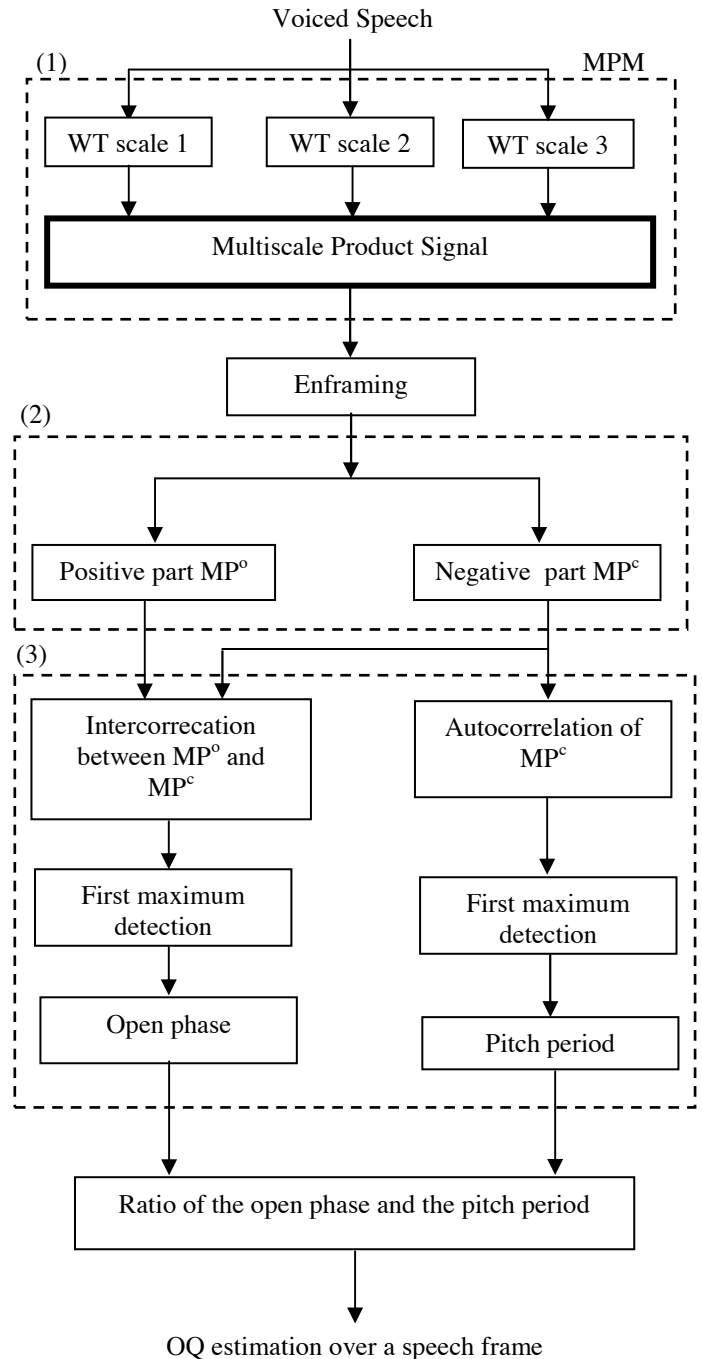 Voiced Speech
(1)
MPM
WT scale 1
WT scale 2
WT scale 3
Multiscale Product Signal
Enframing
(2)
Positive part MPᵒ
Negative part MPᶜ
(3)
Intercorrecation
between MPᵒ and
MPᶜ
Autocorrelation of
MPᶜ
First maximum
detection
First maximum
detection
Open phase
Pitch period
Ratio of the open phase and the pitch period
OQ estimation over a speech frame